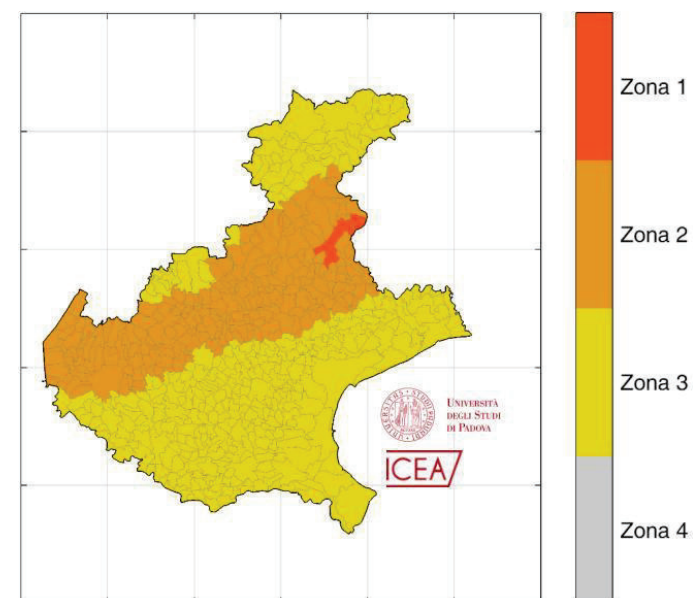 Zona 1
Zona 2
Zona 3
UNIVERSITÀ
DEGLI STUDI
DI PADOVA
ICEA
Zona 4